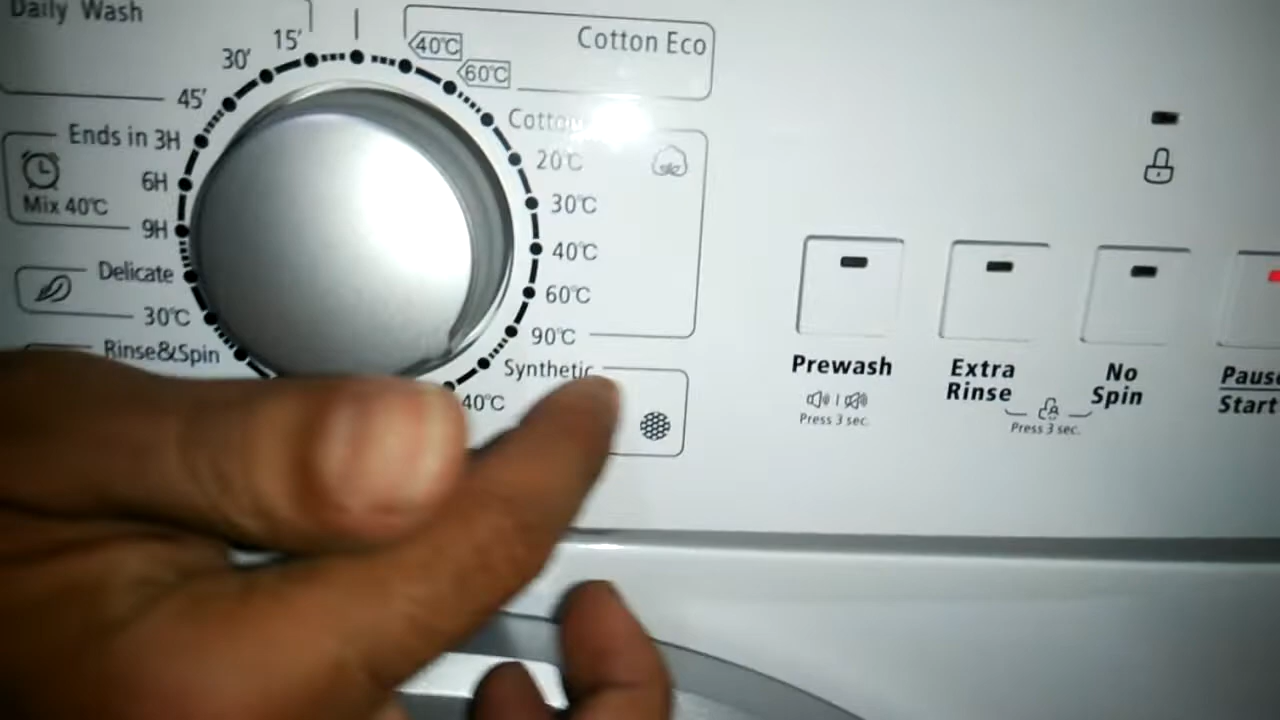 Daily Wash
15'
30'
45'
Ends in 3H
6H
Mix 40℃
9H
Delicate
30℃
Rinse&Spin
40℃
60℃
Cotton Eco
Cotton
20℃
30℃
40℃
60℃
90℃
Synthetic
40℃
Prewash
Press 3 sec.
Extra
Rinse
No
Spin
Press 3 sec.
Pause
Start